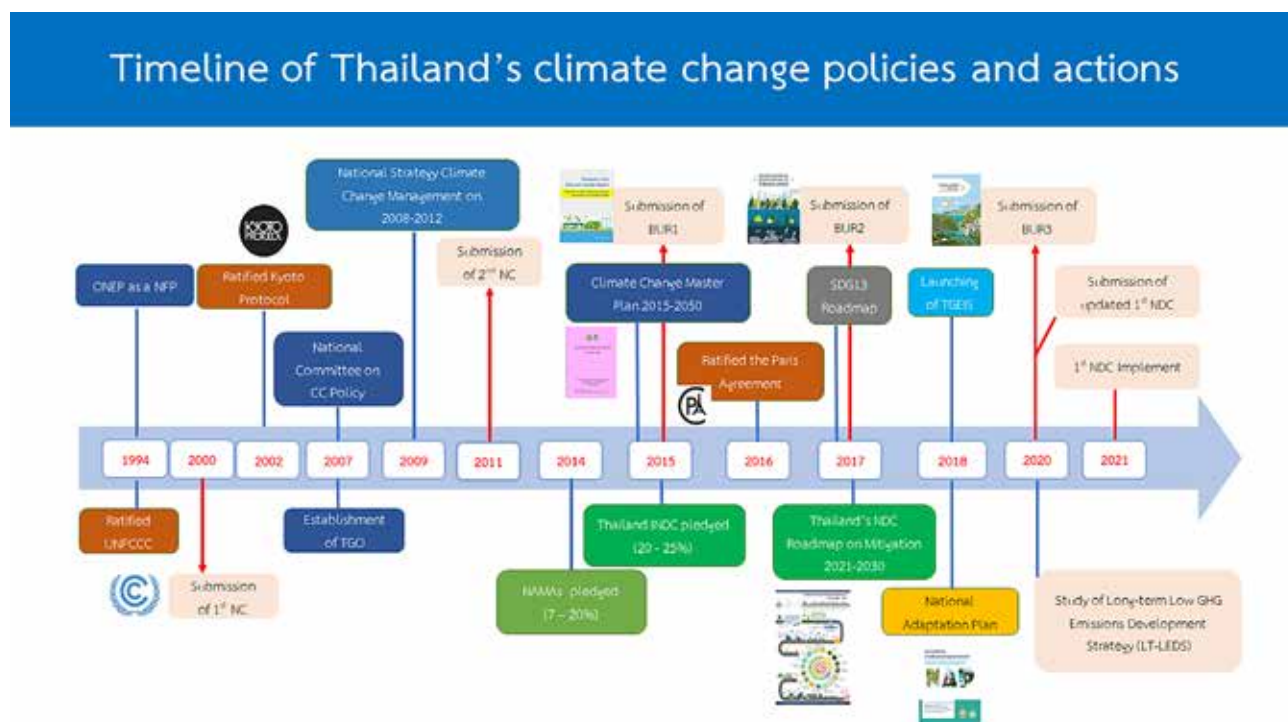 Timeline of Thailand's climate change policies and actions
National Strategy Climate
Change Management on
2008-2012
Submission of
BUR1
Submission of
BUR2
Submission of
BUR3
KYOTO
PROTOCOL
Submission
of 2nd NC
ONEP as a NFP
Ratified Kyoto
Protocol
Climate Change Master
Plan 2015-2050
SDG13
Roadmap
Launching
of TGEIS
Submission of
updated 1st NDC
National
Committee on
CC Policy
Ratified the Paris
Agreement
1st NDC Implement
1994
2000
2002
2007
2009
2011
2014
2015
2016
2017
2018
2020
2021
Ratified
UNFCCC
Establishment
of TGO
Thailand INDC pledged
(20 - 25%)
Thailand's NDC
Roadmap on Mitigation
2021-2030
Submission
of 1st NC
NAMAs pledged
(7 – 20%)
National
Adaptation Plan
Study of Long-term Low GHG
Emissions Development
Strategy (LT-LEDS)
NAP